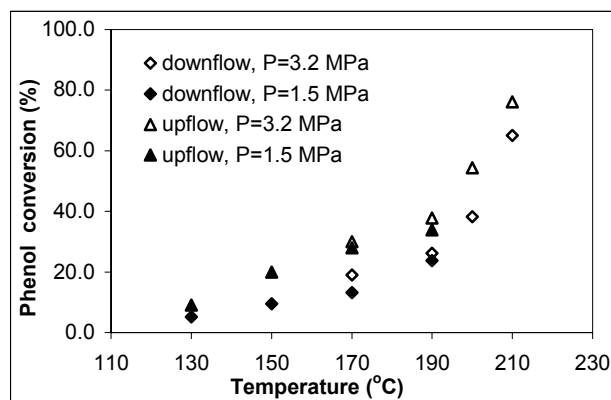 100.0
80.0
60.0
40.0
20.0
0.0
Phenol conversion (%)
downflow, P=3.2 MPa
downflow, P=1.5 MPa
upflow, P=3.2 MPa
upflow, P=1.5 MPa
110 130 150 170 190 210 230
Temperature (°C)